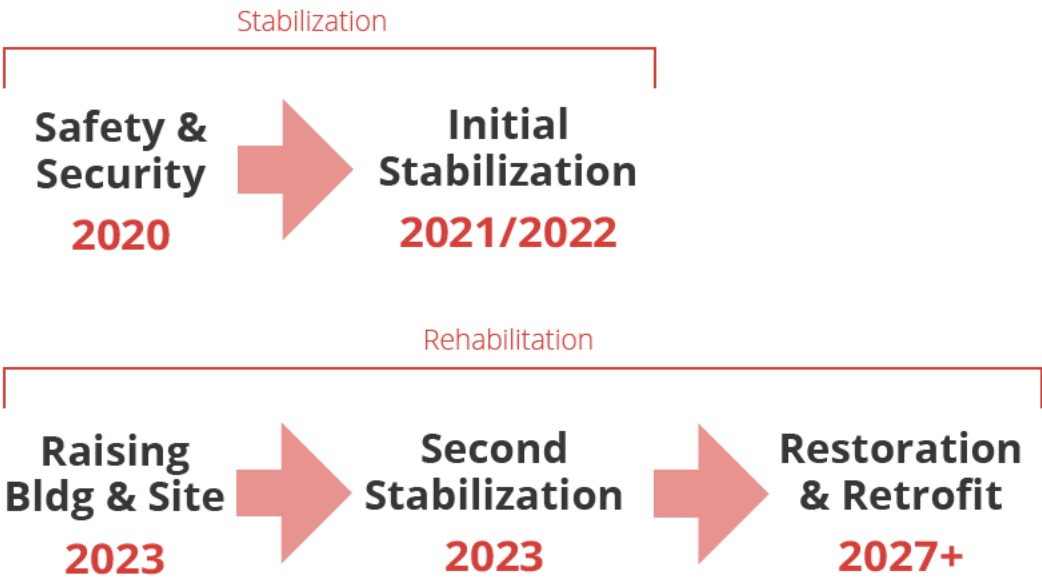 Stabilization
Safety &
Security
2020
Initial
Stabilization
2021/2022
Rehabilitation
Raising
Bldg & Site
2023
Second
Stabilization
2023
Restoration
& Retrofit
2027+